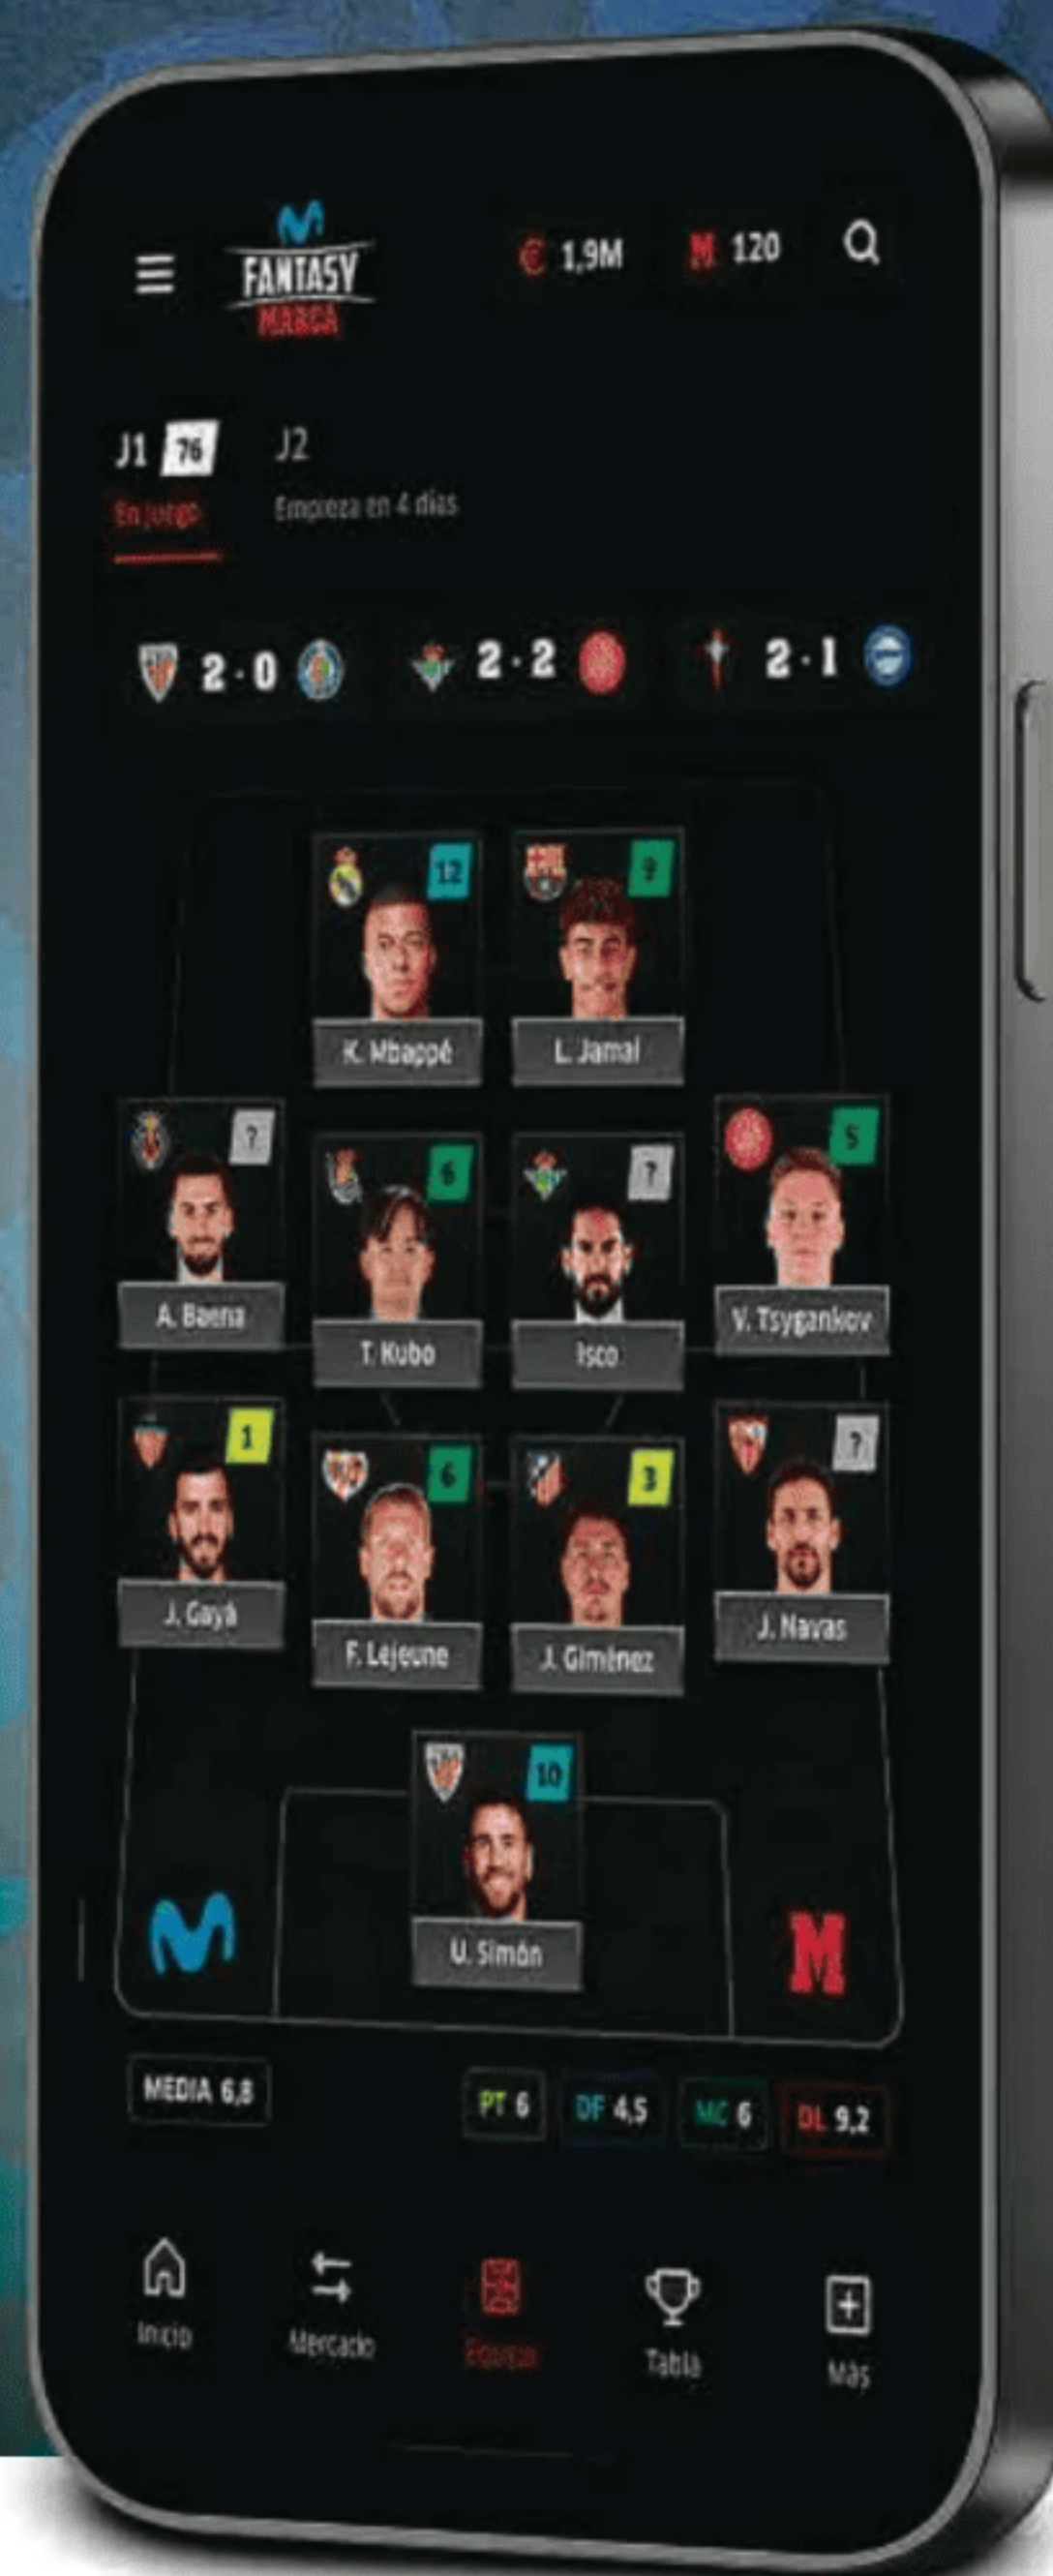 FANTASY
MARCA
€ 1,9M
M 120
J1 76
J2
En juego
Empieza en 4 días
2 - 0
2 - 2
2 - 1
12
9
K. Mbappé
L. Jamal
?
6
?
5
A. Baena
T. Kubo
Isco
V. Tsygankov
1
6
3
?
J. Gayà
F. Lejeune
J. Giménez
J. Navas
10
U. Simón
M
MEDIA 6,8
PT 6
DF 4,5
MC 6
DL 9,2
Inicio
Mercado
Equipo
Tabla
Más